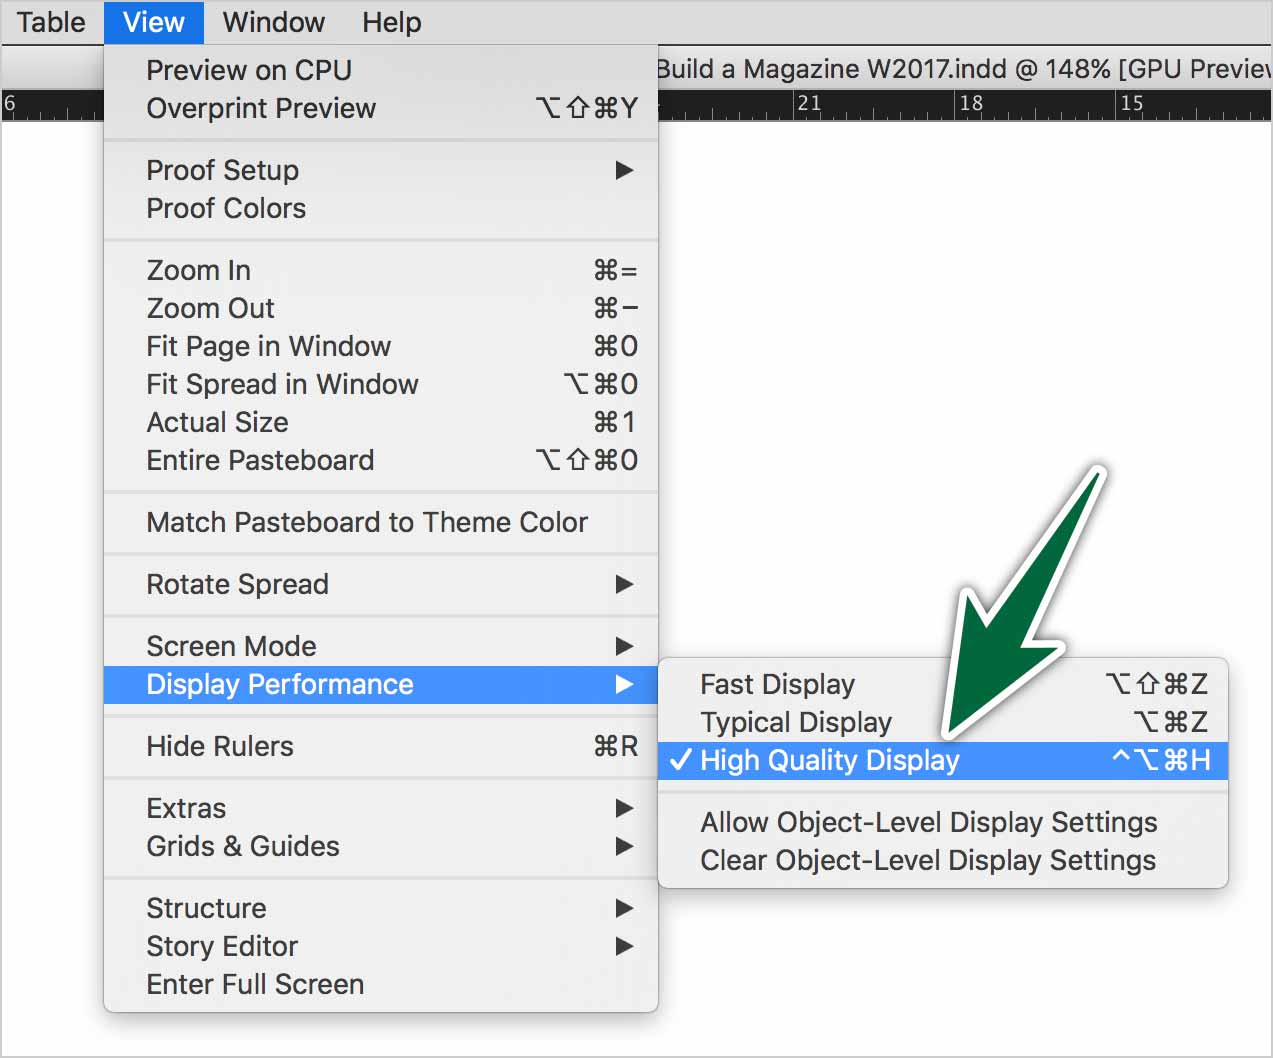 Table View Window Help
Build a Magazine W2017.indd @ 148% [GPU Preview
6 21 18 15
Preview on CPU
Overprint Preview ⌥⇧⌘Y
Proof Setup ▶
Proof Colors
Zoom In ⌘=
Zoom Out ⌘−
Fit Page in Window ⌘0
Fit Spread in Window ⌥⌘0
Actual Size ⌘1
Entire Pasteboard ⌥⇧⌘0
Match Pasteboard to Theme Color
Rotate Spread ▶
Screen Mode ▶
Display Performance ▶
Hide Rulers ⌘R
Extras ▶
Grids & Guides ▶
Structure ▶
Story Editor ▶
Enter Full Screen
Fast Display ⌥⇧⌘Z
Typical Display ⌥⌘Z
✓ High Quality Display ^⌥⌘H
Allow Object-Level Display Settings
Clear Object-Level Display Settings